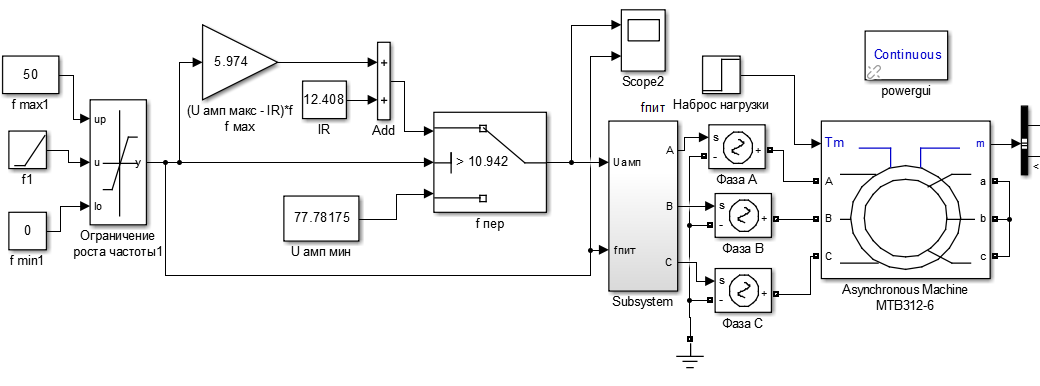 50
f max1
f1
0
f min1
up
u
lo
y
Ограничение
роста частоты1
5.974
(U амп макс - IR)*f
f max
12.408
IR
+
+
Add
> 10.942
f пер
77.78175
U амп мин
Scope2
fпит
Uамп
fпит
A
B
C
Subsystem
Наброс нагрузки
s
-
+
Фаза A
s
-
+
Фаза B
s
-
+
Фаза C
Continuous
powergui
Tm
m
A
B
C
a
b
c
Asynchronous Machine
MTB312-6
<